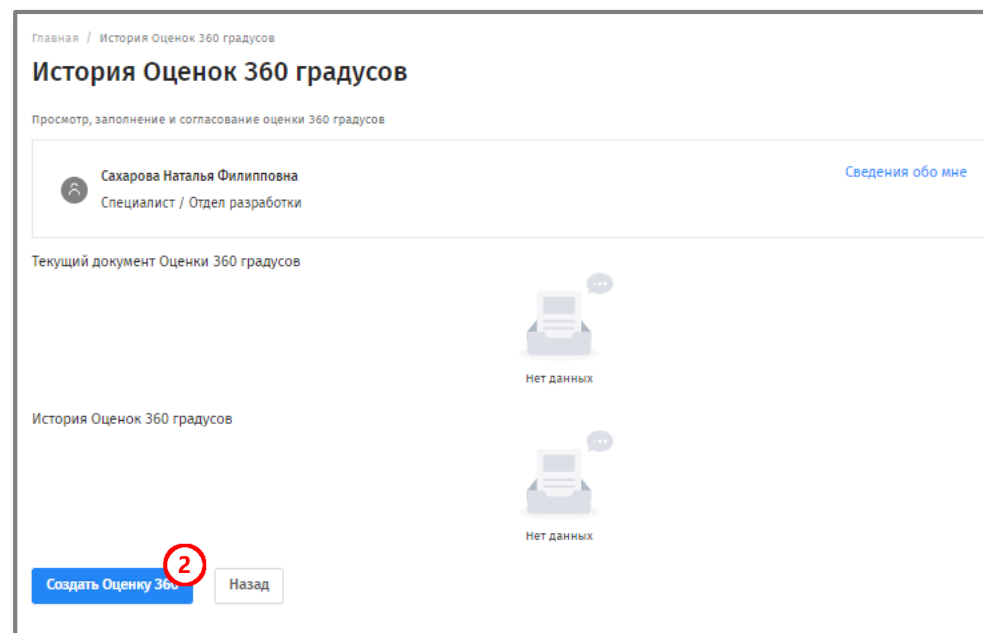 Главная / История Оценок 360 градусов
История Оценок 360 градусов
Просмотр, заполнение и согласование оценки 360 градусов
Сахарова Наталья Филипповна
Сведения обо мне
Специалист / Отдел разработки
Текущий документ Оценки 360 градусов
Нет данных
История Оценок 360 градусов
Нет данных
2
Создать Оценку 360
Назад